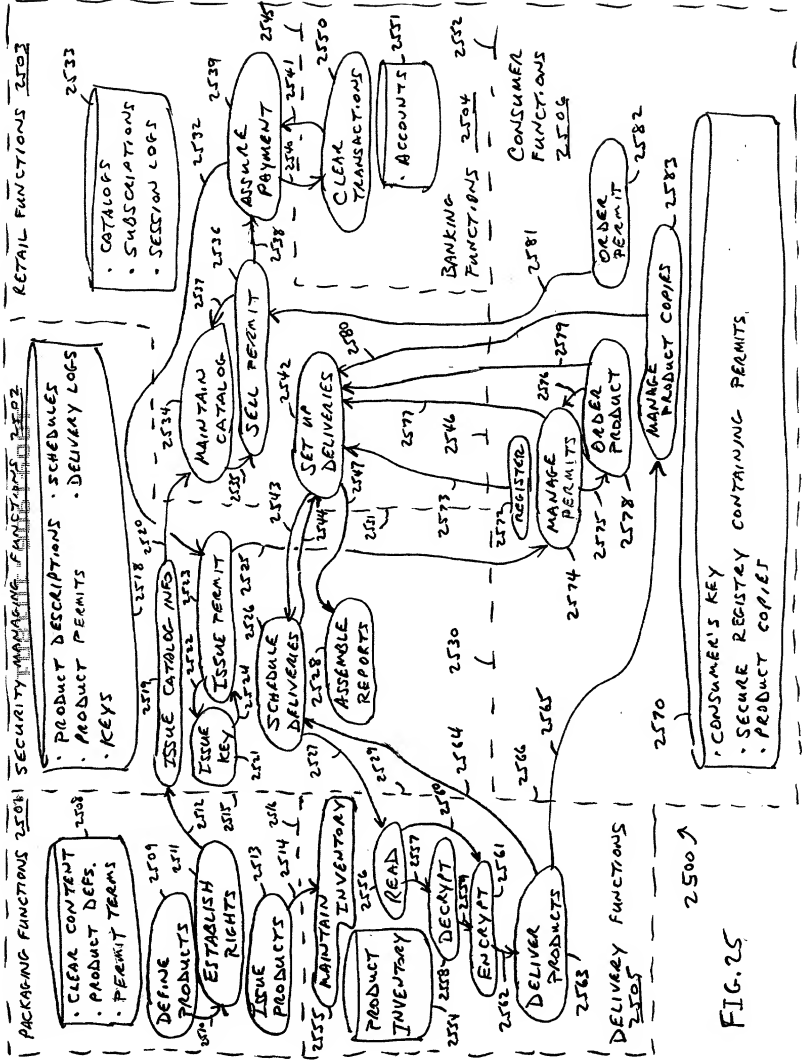 PACKAGING FUNCTIONS 2501
· CLEAR CONTENT
· PRODUCT DEFS.
· PERMIT TERMS
2508
DEFINE
PRODUCTS
2509
2510
2511
ESTABLISH
RIGHTS
2512
2515
ISSUE
PRODUCTS
2513
2514
2516
SECURITY MANAGING FUNCTIONS 2502
· PRODUCT DESCRIPTIONS · SCHEDULES
· PRODUCT PERMITS · DELIVERY LOGS
· KEYS
2518
2519
2520
ISSUE CATALOG INFO
2522
2523
ISSUE
KEY
2521
2524
ISSUE PERMIT
2525
2526
SCHEDULE
DELIVERIES
2543
2544
2527
2528
ASSEMBLE
REPORTS
2529
2530
2531
RETAIL FUNCTIONS 2503
· CATALOGS
· SUBSCRIPTIONS
· SESSION LOGS
2533
2532
2534
MAINTAIN
CATALOG
2535
2537
2536
SELL PERMIT
2538
2539
ASSURE
PAYMENT
2540
2541
2545
2542
SET UP
DELIVERIES
2547
2546
2577
2580
CLEAR
TRANSACTIONS
2550
· ACCOUNTS
2551
BANKING
FUNCTIONS 2504
2552
CONSUMER
FUNCTIONS
2506
2572
REGISTER
2573
MANAGE
PERMITS
2574
2575
2576
ORDER
PRODUCT
2578
2579
2581
ORDER
PERMIT
2582
MANAGE
PRODUCT COPIES
2583
2570
· CONSUMER'S KEY
· SECURE REGISTRY CONTAINING PERMITS
· PRODUCT COPIES
2555
MAINTAIN
INVENTORY
PRODUCT
INVENTORY
2554
2556
READ
2557
2558
DECRYPT
2559
2560
ENCRYPT
2561
2562
DELIVER
PRODUCTS
2563
2564
2565
2566
DELIVERY FUNCTIONS
2505
2500
FIG. 25